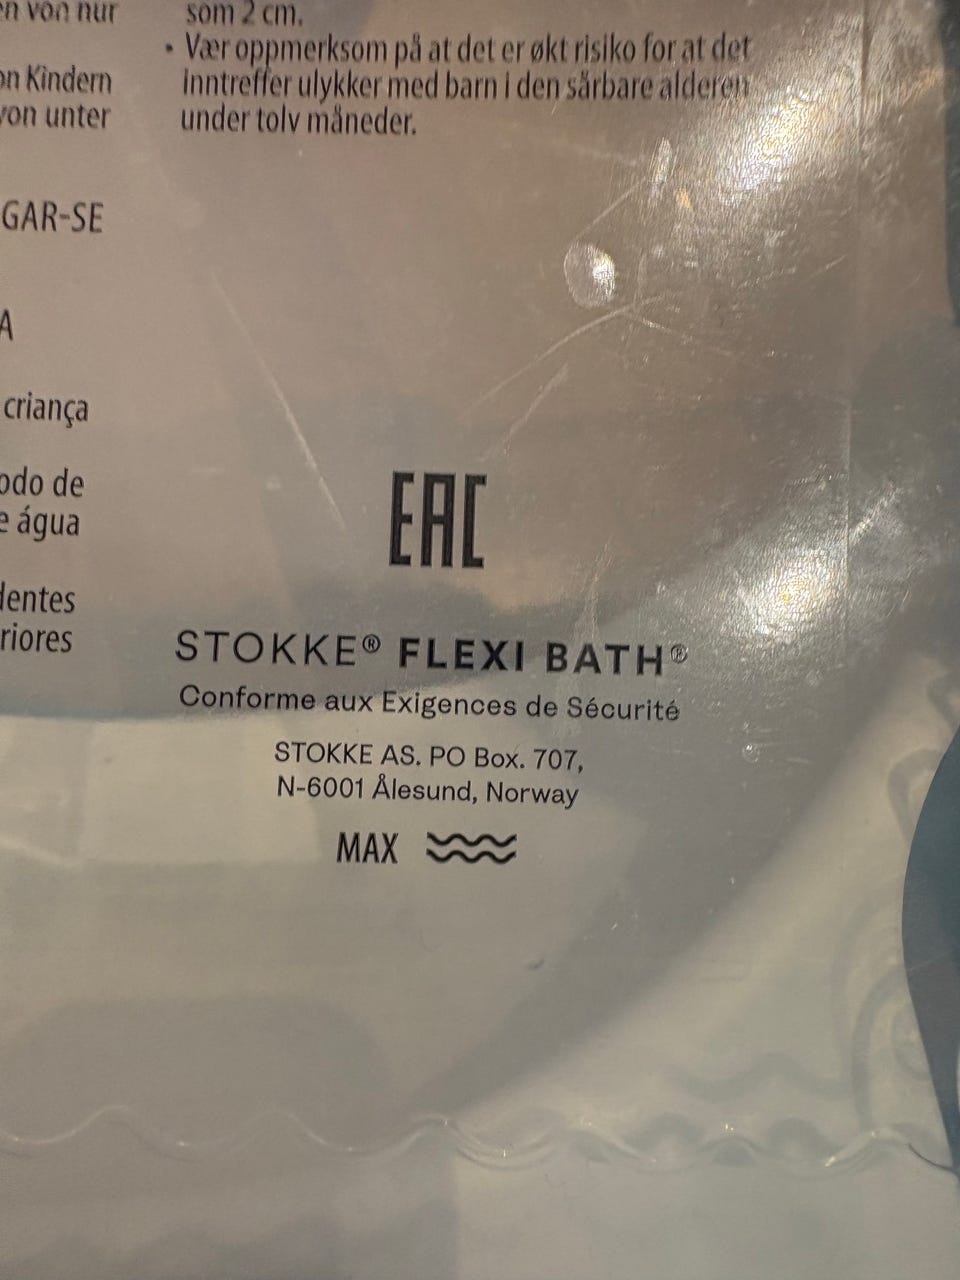 en von nur
on Kindern
von unter
GAR-SE
A
criança
odo de
e água
dentes
riores
som 2 cm.
• Vær oppmerksom på at det er økt risiko for at det
inntreffer ulykker med barn i den sårbare alderen
under tolv måneder.
EAC
STOKKE® FLEXI BATH®
Conforme aux Exigences de Sécurité
STOKKE AS. PO Box. 707,
N-6001 Ålesund, Norway
MAX